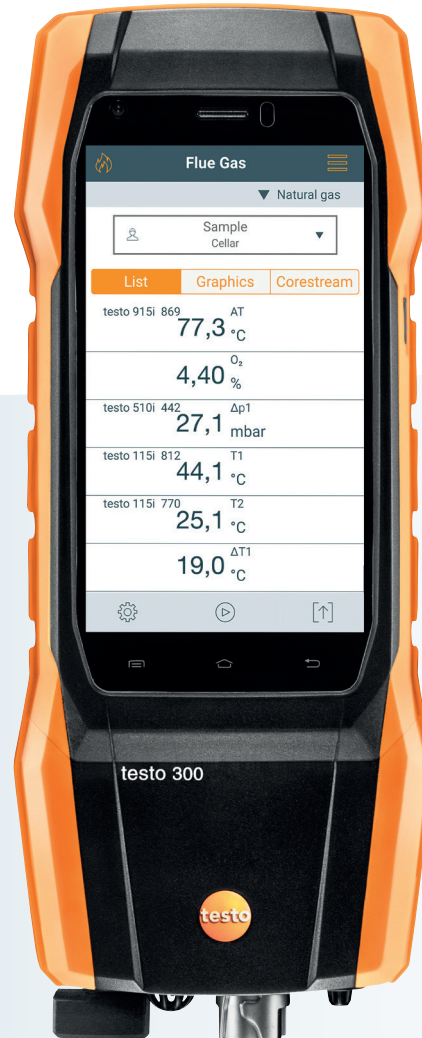 Flue Gas
Natural gas
Sample
Cellar
List Graphics Corestream
testo 915i 869 77,3 AT °C
4,40 O₂ %
testo 510i 442 27,1 Δp1 mbar
testo 115i 812 44,1 T1 °C
testo 115i 770 25,1 T2 °C
19,0 ΔT1 °C
testo 300
testo